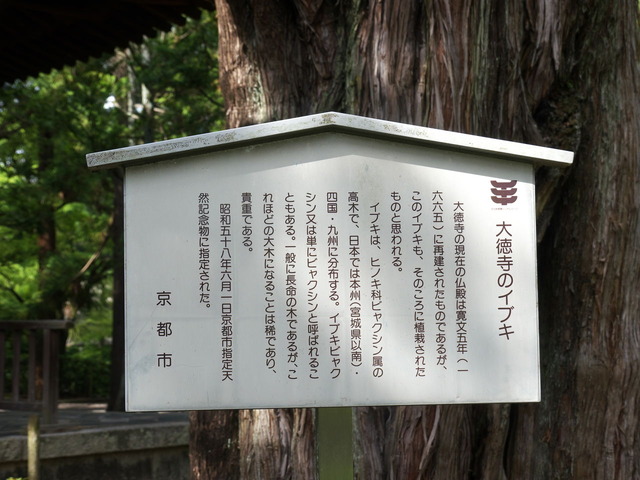 大徳寺のイブキ
大徳寺の現在の仏殿は寛文五年（一
六六五）に再建されたものであるが、
このイブキも、そのころに植栽された
ものと思われる。
イブキは、ヒノキ科ビャクシン属の
高木で、日本では本州（宮城県以南）・
四国・九州に分布する。イブキビャク
シン又は単にビャクシンと呼ばれるこ
ともある。一般に長命の木であるが、こ
れほどの大木になることは稀であり、
貴重である。
昭和五十八年六月一日京都市指定天
然記念物に指定された。
京都市